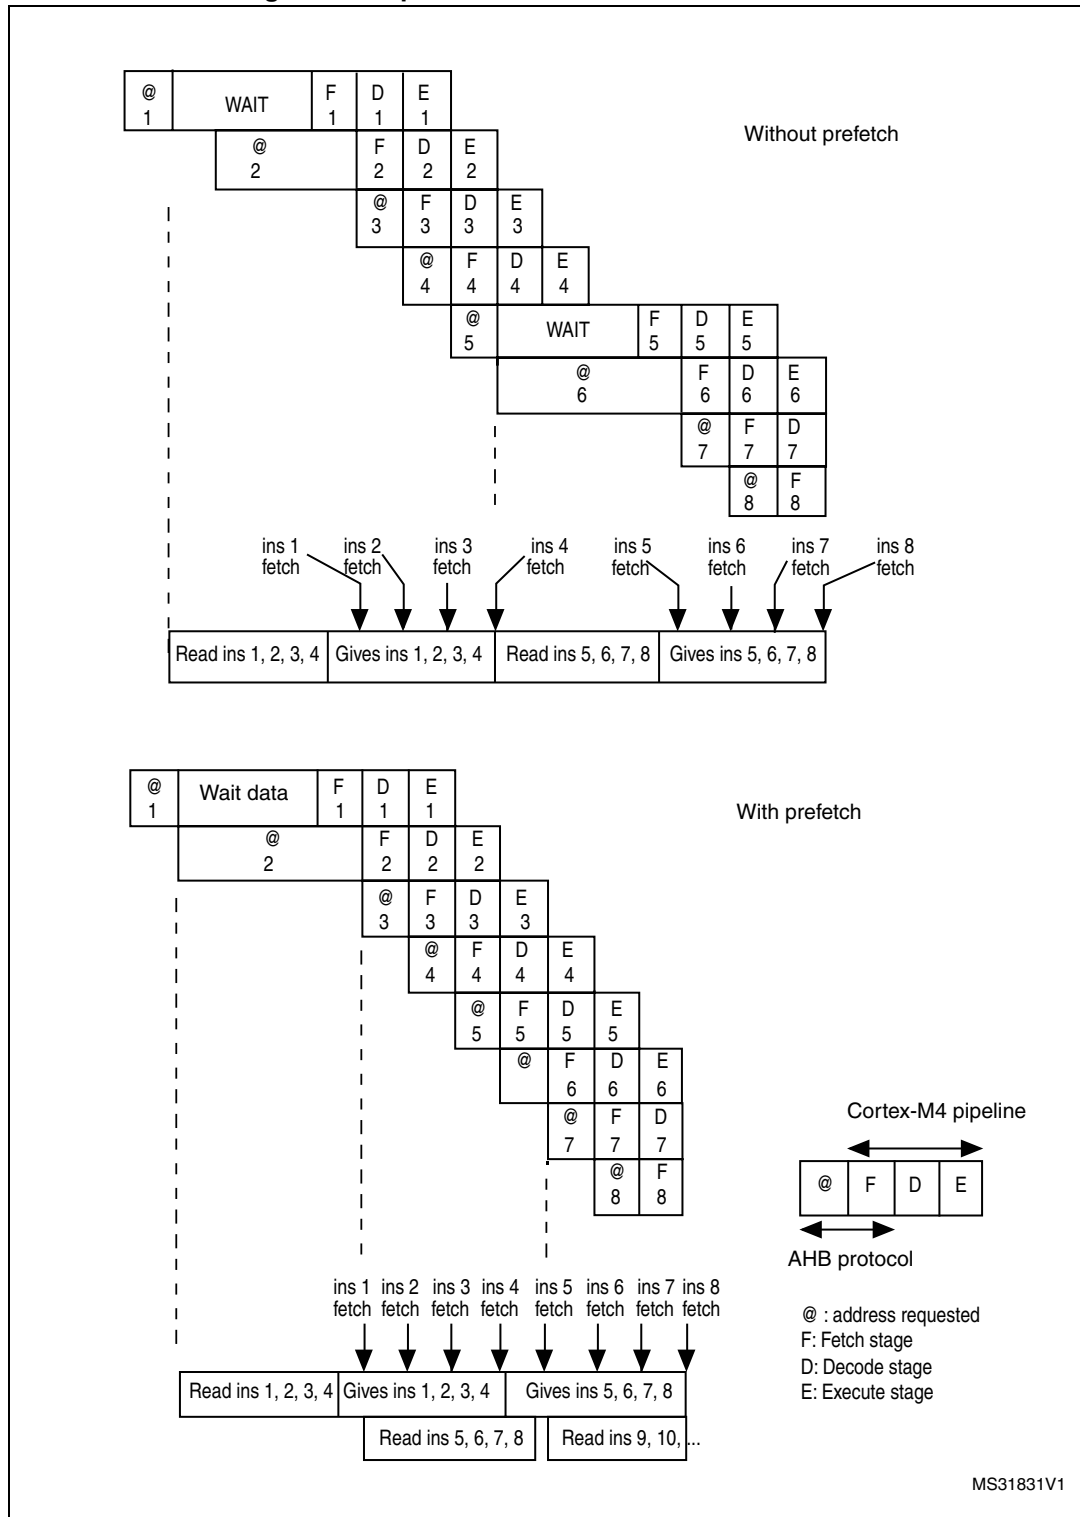 @ WAIT F D E
1 1 1 1
Without prefetch
@ F D E
2 2 2 2
@ F D E
3 3 3 3
@ F D E
4 4 4 4
@ WAIT F D E
5 5 5 5
@ F D E
6 6 6 6
@ F D
7 7 7
@ F
8 8
ins 1 ins 2 ins 3 ins 4 ins 5 ins 6 ins 7 ins 8
fetch fetch fetch fetch fetch fetch fetch fetch
Read ins 1, 2, 3, 4 Gives ins 1, 2, 3, 4 Read ins 5, 6, 7, 8 Gives ins 5, 6, 7, 8
@ Wait data F D E
1 1 1 1
With prefetch
@ F D E
2 2 2 2
@ F D E
3 3 3 3
@ F D E
4 4 4 4
@ F D E
5 5 5 5
@ F D E
6 6 6
@ F D
7 7 7
@ F
8 8
Cortex-M4 pipeline
@ F D E
AHB protocol
ins 1 ins 2 ins 3 ins 4 ins 5 ins 6 ins 7 ins 8
fetch fetch fetch fetch fetch fetch fetch fetch
@ : address requested
F: Fetch stage
D: Decode stage
E: Execute stage
Read ins 1, 2, 3, 4 Gives ins 1, 2, 3, 4 Gives ins 5, 6, 7, 8
Read ins 5, 6, 7, 8 Read ins 9, 10, ...
MS31831V1